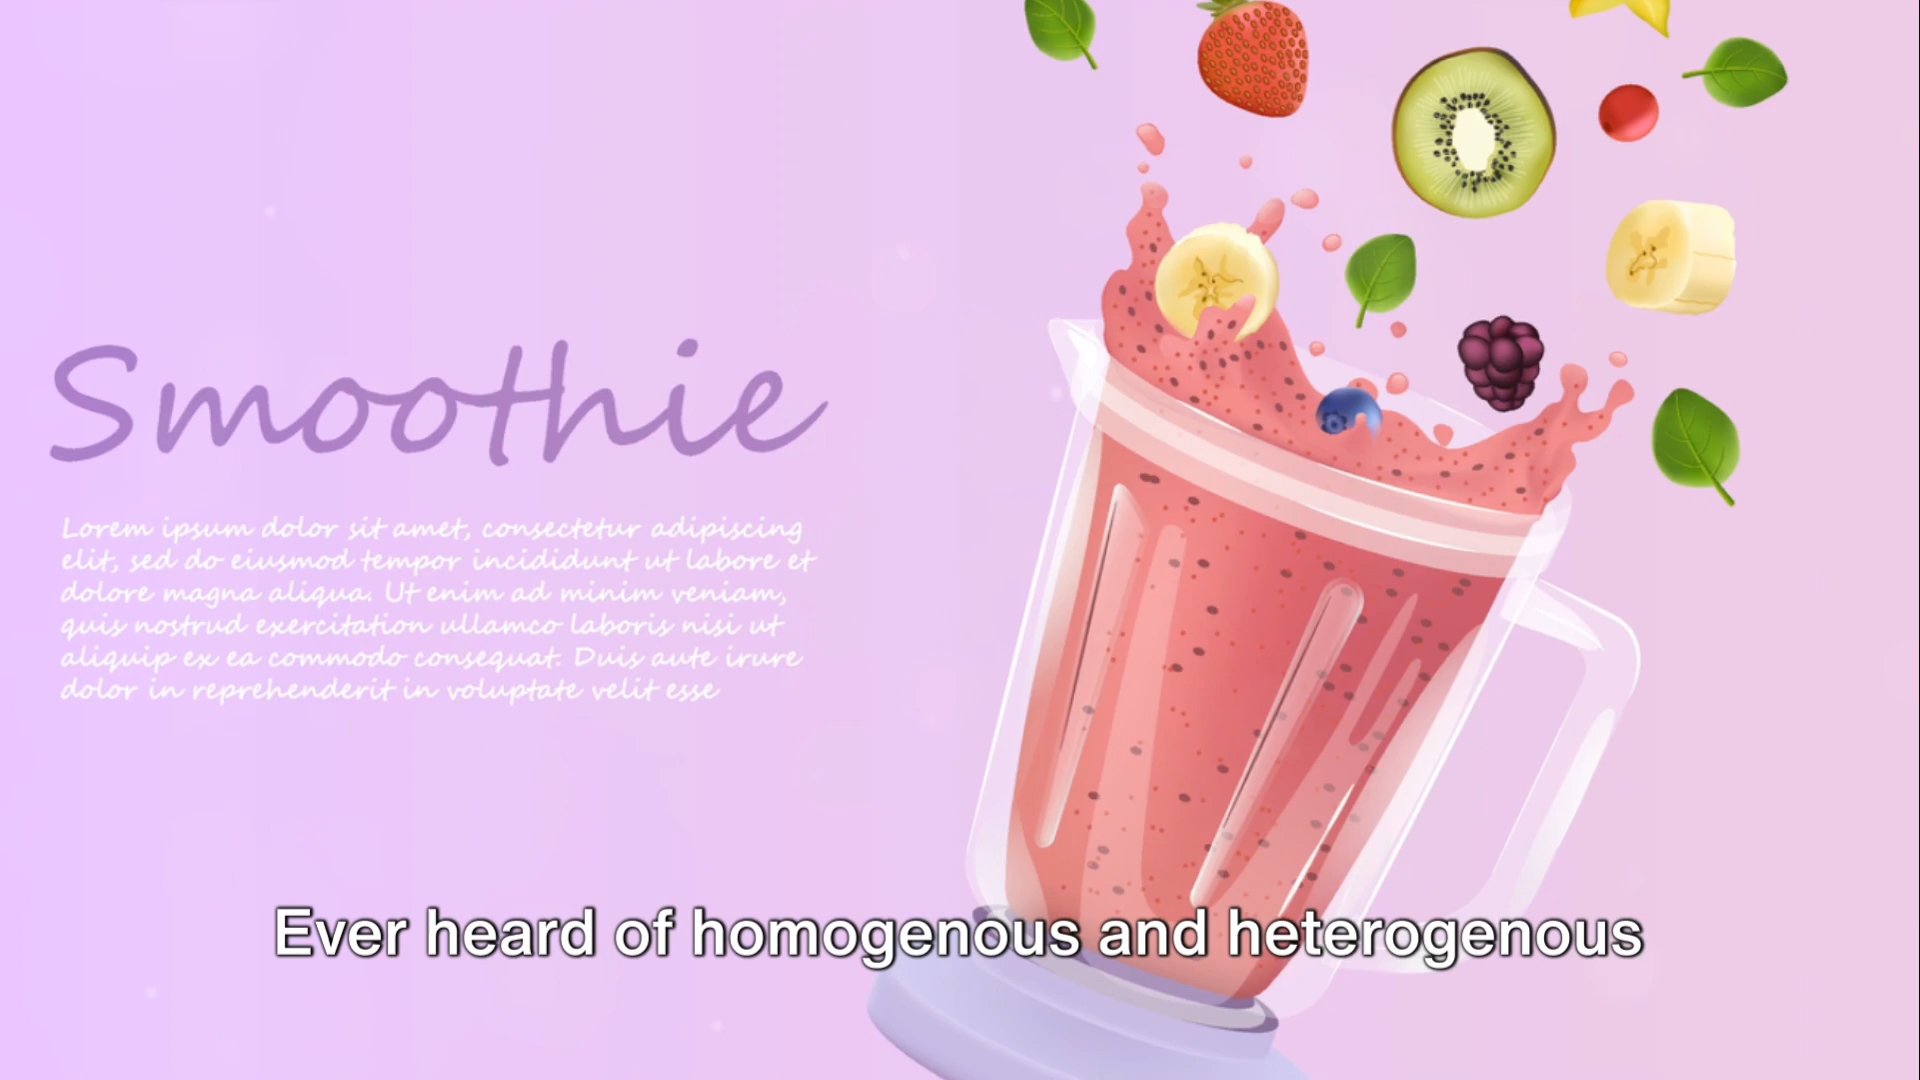 Smoothie
Lorem ipsum dolor sit amet, consectetur adipiscing
elit, sed do eiusmod tempor incididunt ut labore et
dolore magna aliqua. Ut enim ad minim veniam,
quis nostrud exercitation ullamco laboris nisi ut
aliquip ex ea commodo consequat. Duis aute irure
dolor in reprehenderit in voluptate velit esse
Ever heard of homogenous and heterogenous